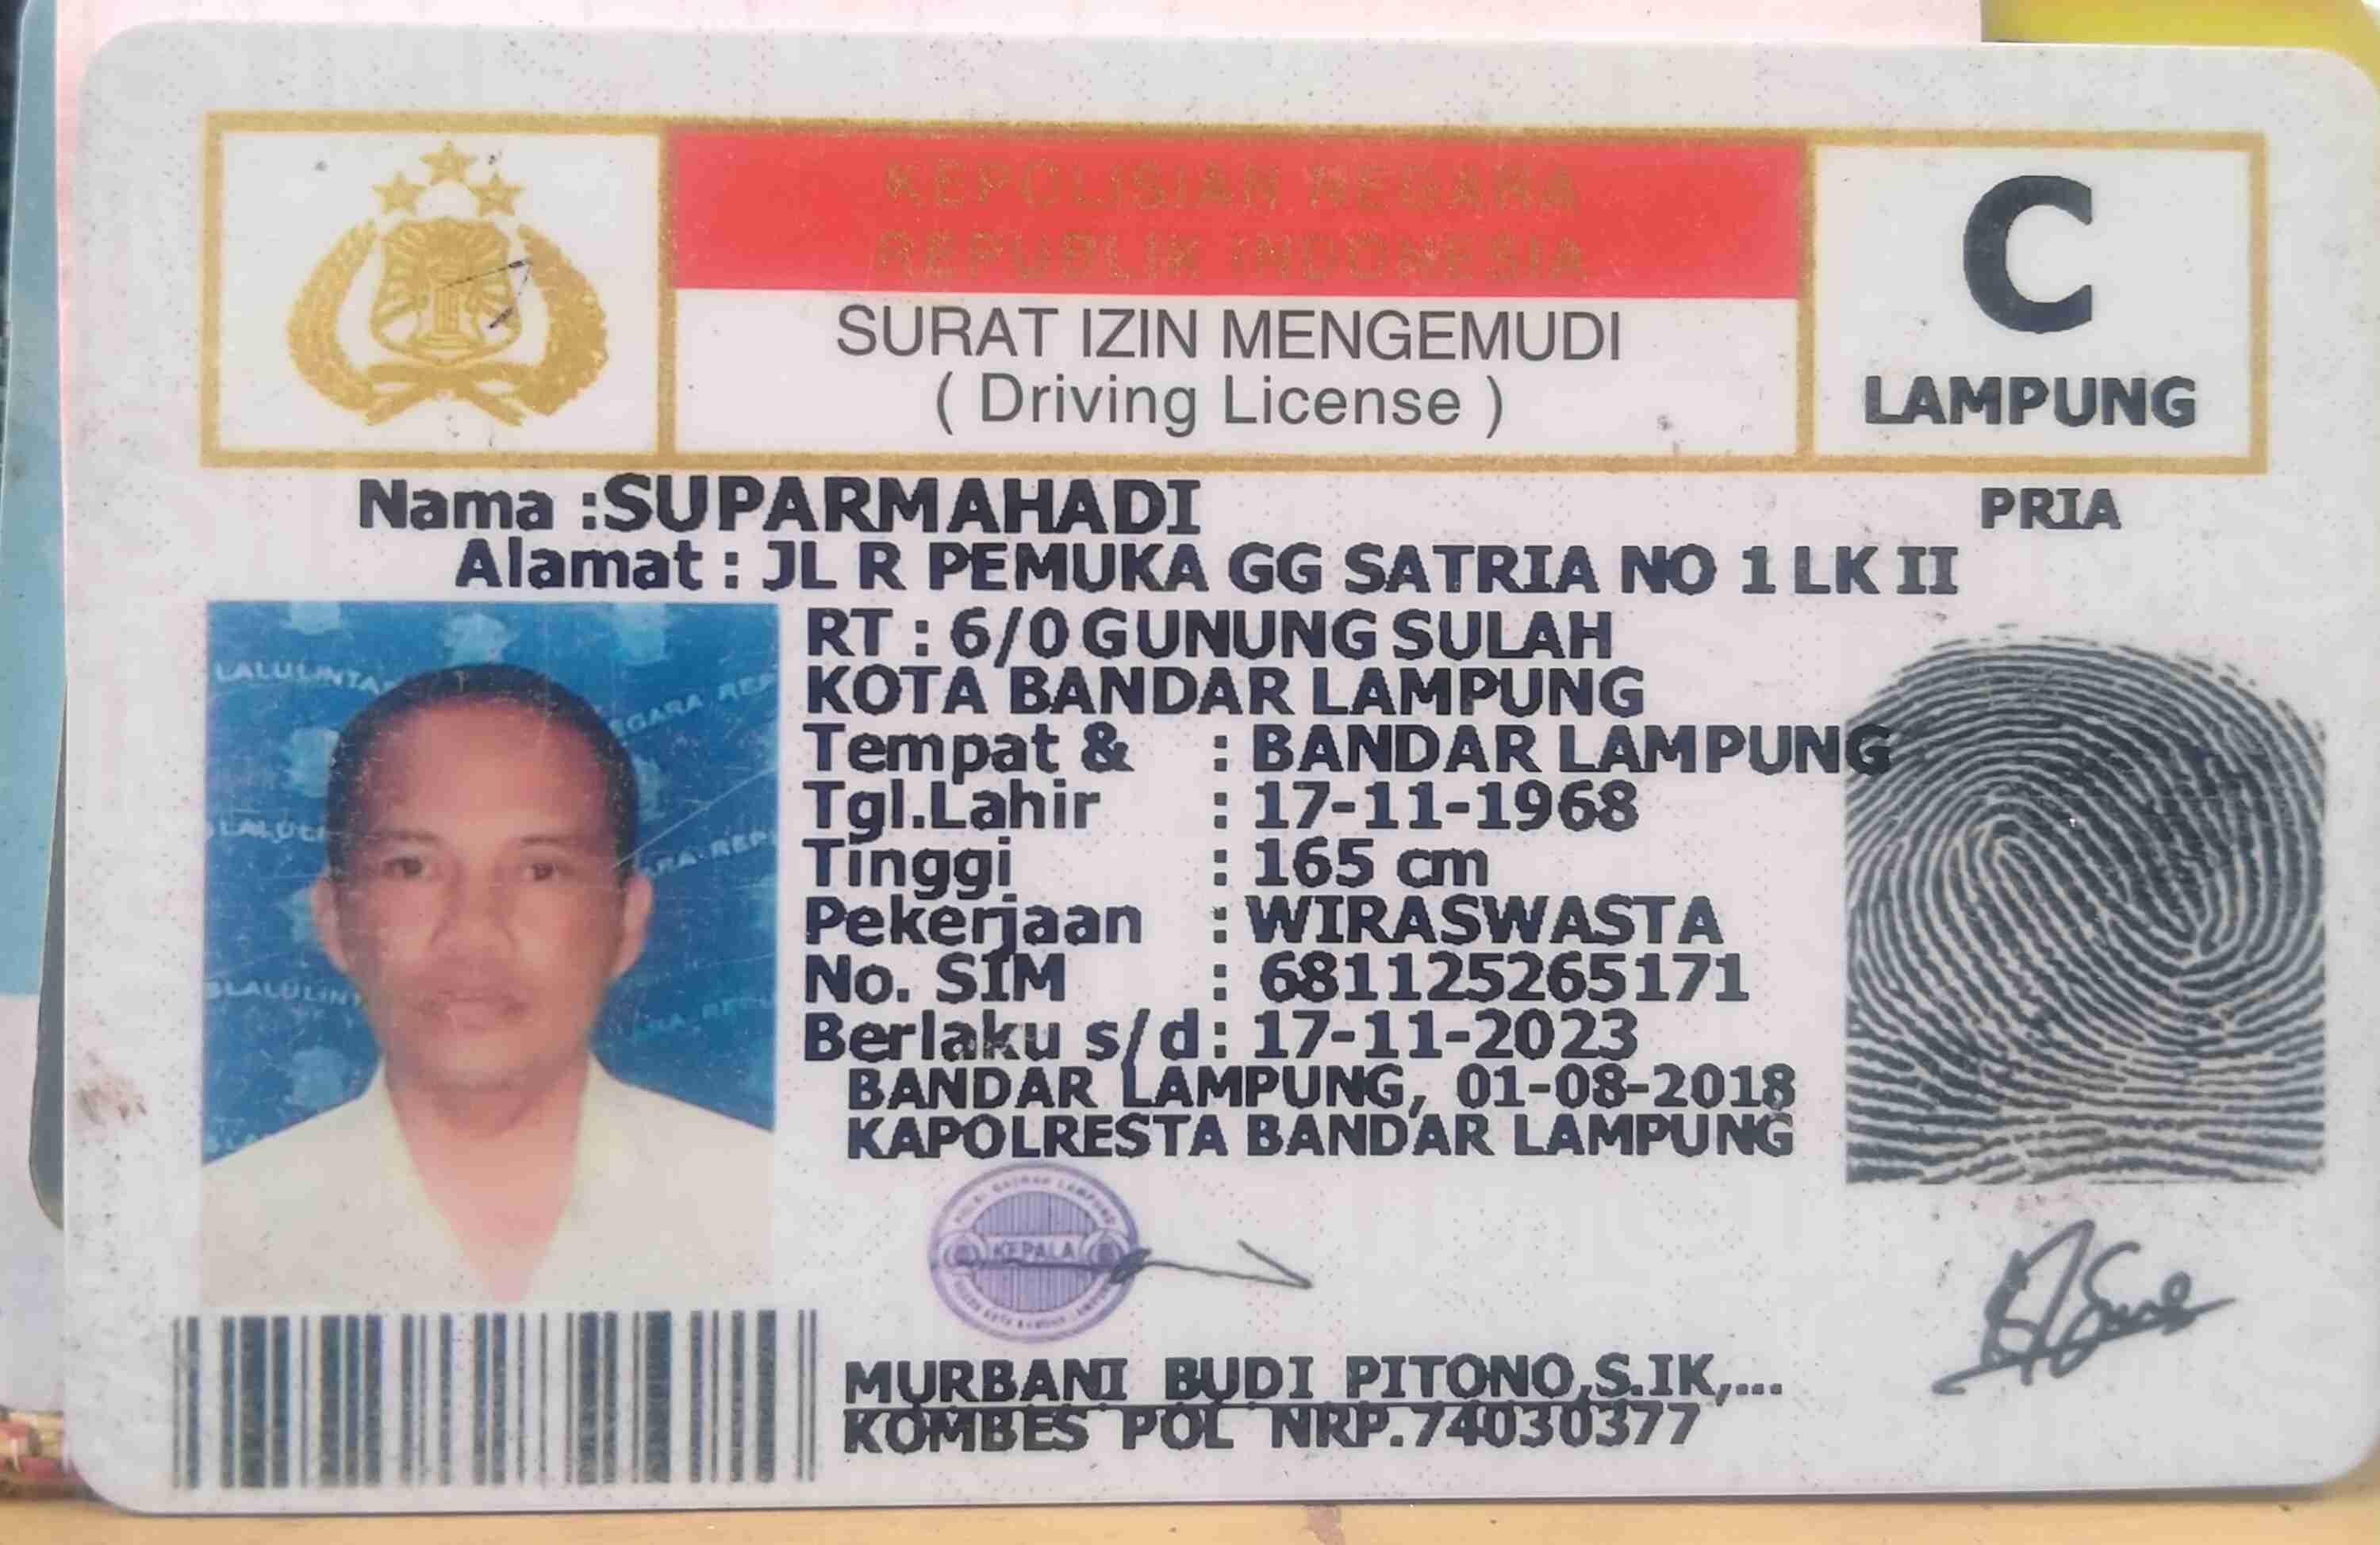 KEPOLISIAN NEGARA
REPUBLIK INDONESIA
SURAT IZIN MENGEMUDI
( Driving License )
C
LAMPUNG
Nama :SUPARMAHADI
PRIA
Alamat : JL R PEMUKA GG SATRIA NO 1 LK II
RT : 6/0 GUNUNG SULAH
KOTA BANDAR LAMPUNG
Tempat & : BANDAR LAMPUNG
Tgl.Lahir : 17-11-1968
Tinggi : 165 cm
Pekerjaan : WIRASWASTA
No. SIM : 681125265171
Berlaku s/d : 17-11-2023
BANDAR LAMPUNG, 01-08-2018
KAPOLRESTA BANDAR LAMPUNG
KEPALA
MURBANI BUDI PITONO,S.IK,...
KOMBES POL NRP.74030377